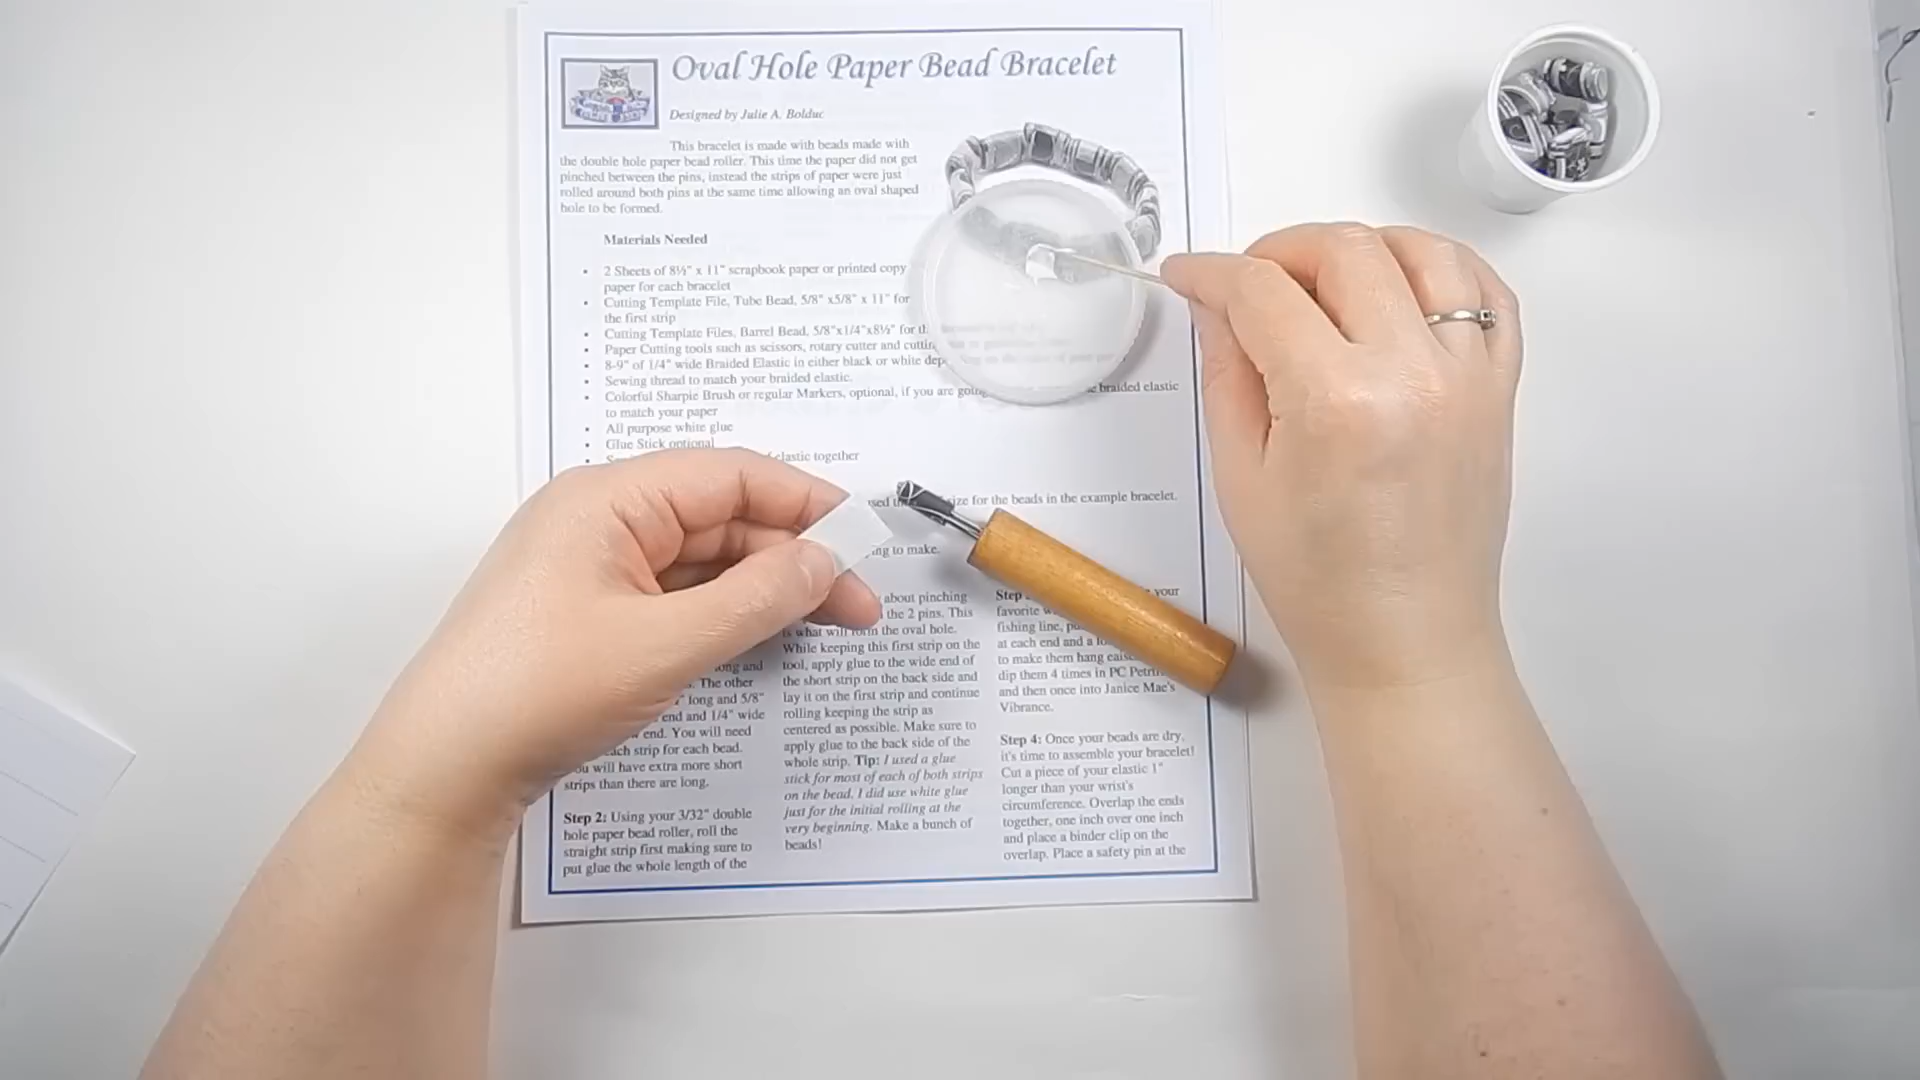 Oval Hole Paper Bead Bracelet
Designed by Julie A. Bolduc
This bracelet is made with beads made with
the double hole paper bead roller. This time the paper did not get
pinched between the pins, instead the strips of paper were just
rolled around both pins at the same time allowing an oval shaped
hole to be formed.
Materials Needed
• 2 Sheets of 8½" x 11" scrapbook paper or printed copy
paper for each bracelet
• Cutting Template File, Tube Bead, 5/8" x5/8" x 11" for
the first strip
• Cutting Template Files, Barrel Bead, 5/8"x1/4"x8½" for
• Paper Cutting tools such as scissors, rotary cutter and
• 8-9" of 1/4" wide Braided Elastic in either black or white
• Sewing thread to match your braided elastic.
• Colorful Sharpie Brush or regular Markers, optional, if you are braided elastic
to match your paper
• All purpose white glue
• Glue Stick optional
elastic together
size for the beads in the example bracelet.
to make.
long and
The other
long and 5/8"
end and 1/4" wide
end. You will need
each strip for each bead.
you will have extra more short
strips than there are long.
Step 2: Using your 3/32" double
hole paper bead roller, roll the
straight strip first making sure to
put glue the whole length of the
about pinching
the 2 pins. This
is what will form the oval hole.
While keeping this first strip on the
tool, apply glue to the wide end of
the short strip on the back side and
lay it on the first strip and continue
rolling keeping the strip as
centered as possible. Make sure to
apply glue to the back side of the
whole strip. Tip: I used a glue
stick for most of each of both strips
on the bead. I did use white glue
just for the initial rolling at the
very beginning. Make a bunch of
beads!
Step your
favorite
fishing line,
at each end and a
to make them hang
dip them 4 times in PC
and then once into Janice Mae's
Vibrance.
Step 4: Once your beads are dry,
it's time to assemble your bracelet!
Cut a piece of your elastic 1"
longer than your wrist's
circumference. Overlap the ends
together, one inch over one inch
and place a binder clip on the
overlap. Place a safety pin at the